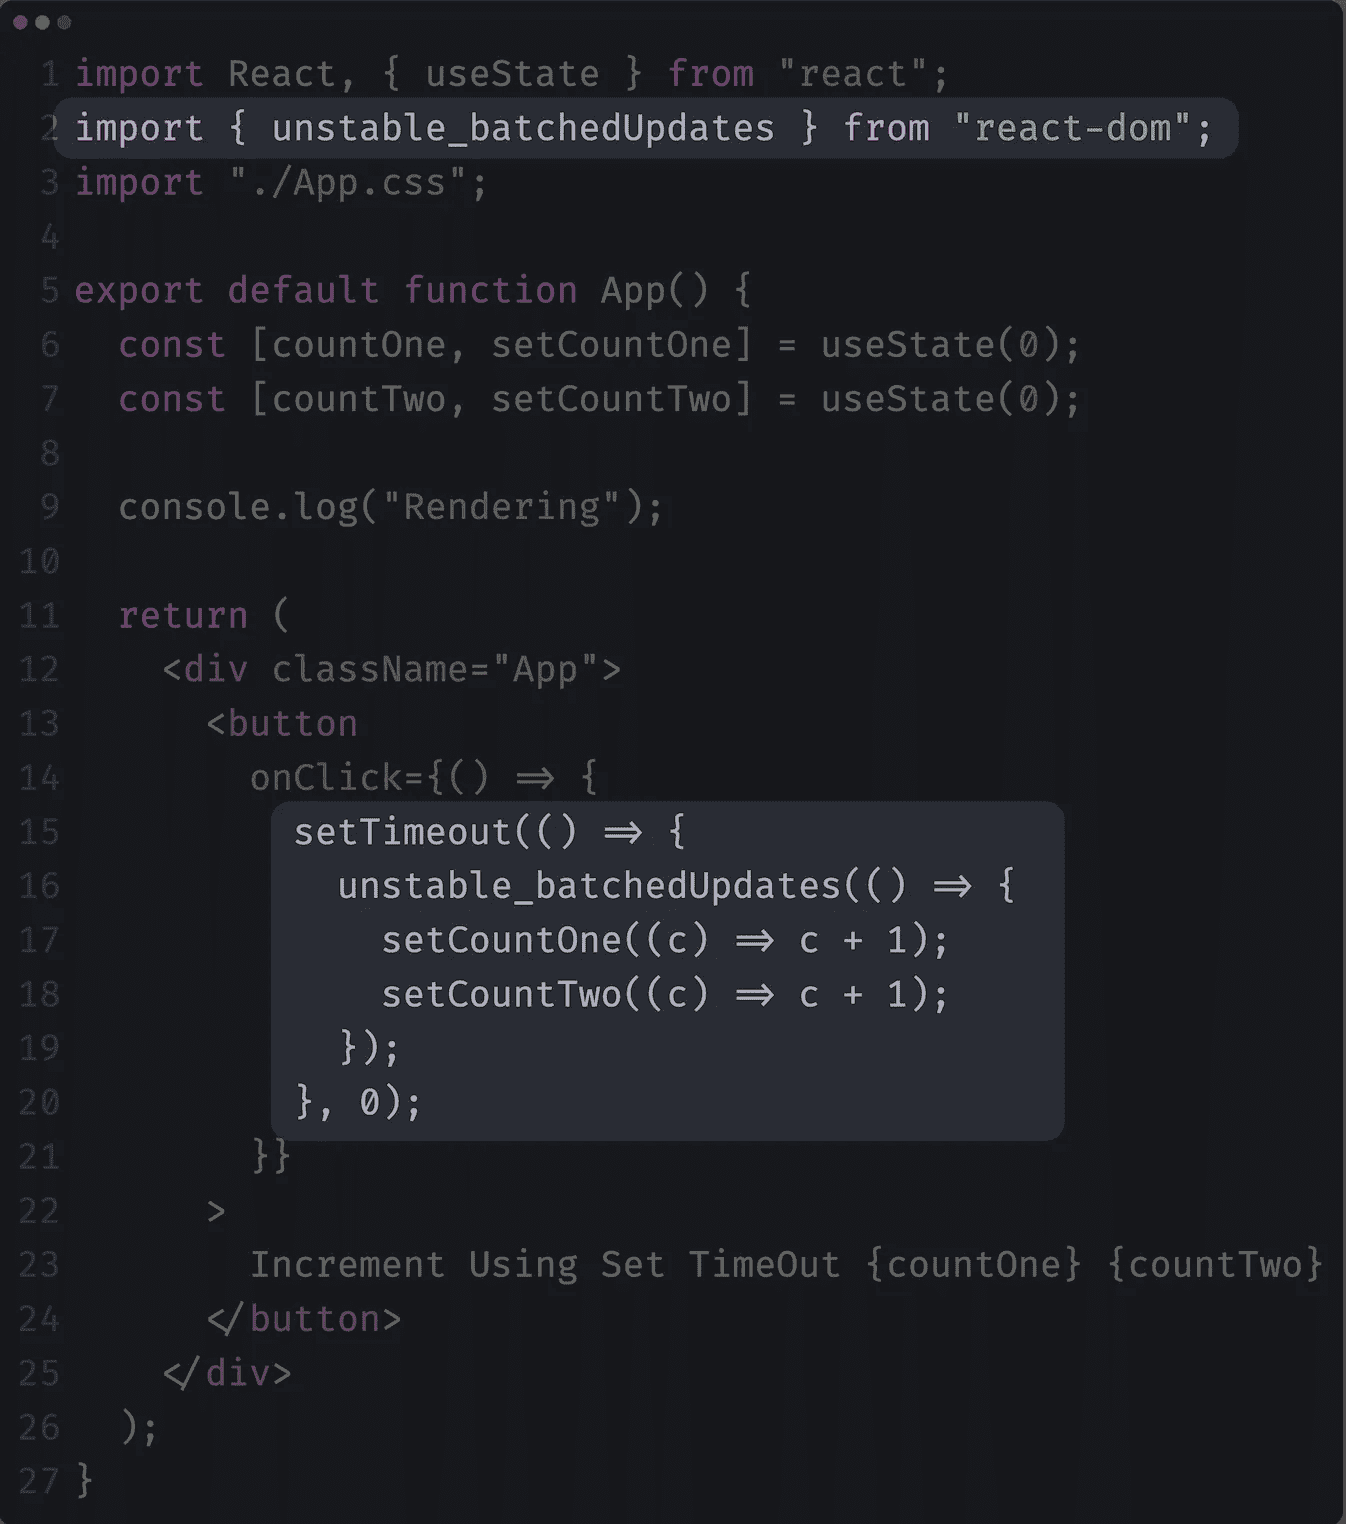 1 import React, { useState } from "react";
2 import { unstable_batchedUpdates } from "react-dom";
3 import "./App.css";
4
5 export default function App() {
6   const [countOne, setCountOne] = useState(0);
7   const [countTwo, setCountTwo] = useState(0);
8
9   console.log("Rendering");
10
11   return (
12     <div className="App">
13       <button
14         onClick={() => {
15           setTimeout(() => {
16             unstable_batchedUpdates(() => {
17               setCountOne((c) => c + 1);
18               setCountTwo((c) => c + 1);
19             });
20           }, 0);
21         }}
22       >
23         Increment Using Set TimeOut {countOne} {countTwo}
24       </button>
25     </div>
26   );
27 }